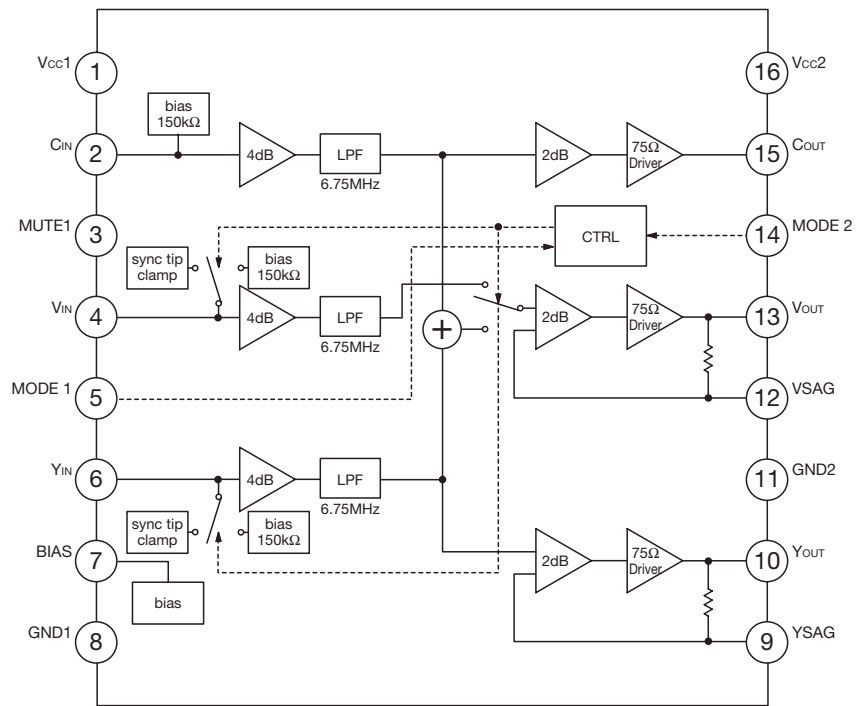 Vcc1
1
16
Vcc2
bias
150kΩ
CIN
2
4dB
LPF
6.75MHz
2dB
75Ω
Driver
15
COUT
MUTE1
3
CTRL
14
MODE 2
sync tip
clamp
bias
150kΩ
VIN
4
4dB
LPF
6.75MHz
+
2dB
75Ω
Driver
13
VOUT
MODE 1
5
12
VSAG
YIN
6
4dB
LPF
6.75MHz
11
GND2
sync tip
clamp
bias
150kΩ
BIAS
7
bias
2dB
75Ω
Driver
10
YOUT
GND1
8
9
YSAG